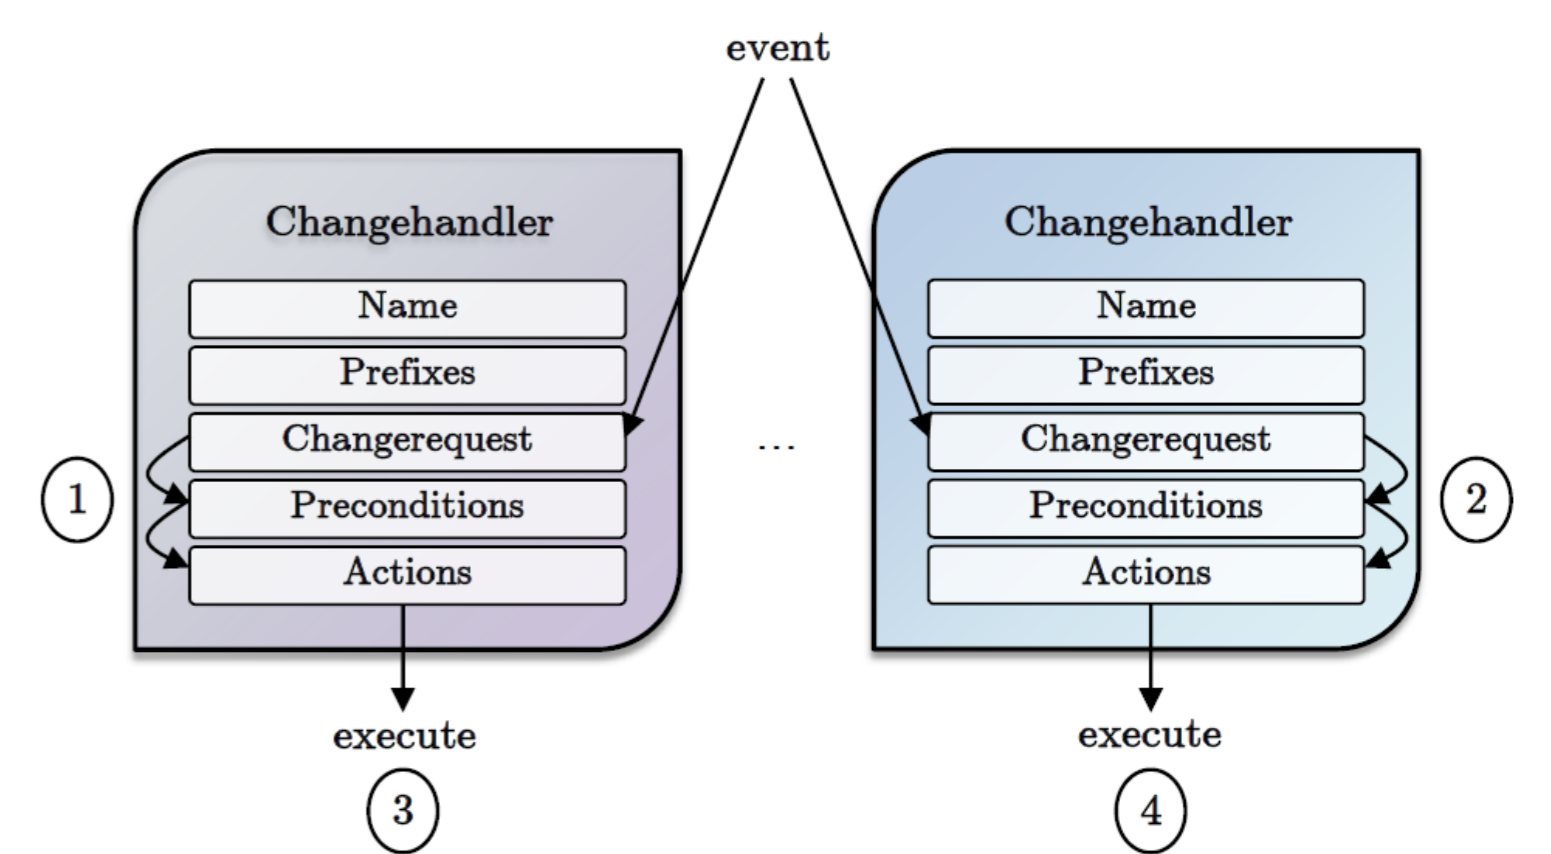 event
Changehandler
Name
Prefixes
Changerequest
Preconditions
Actions
1
execute
3
...
Changehandler
Name
Prefixes
Changerequest
Preconditions
Actions
2
execute
4